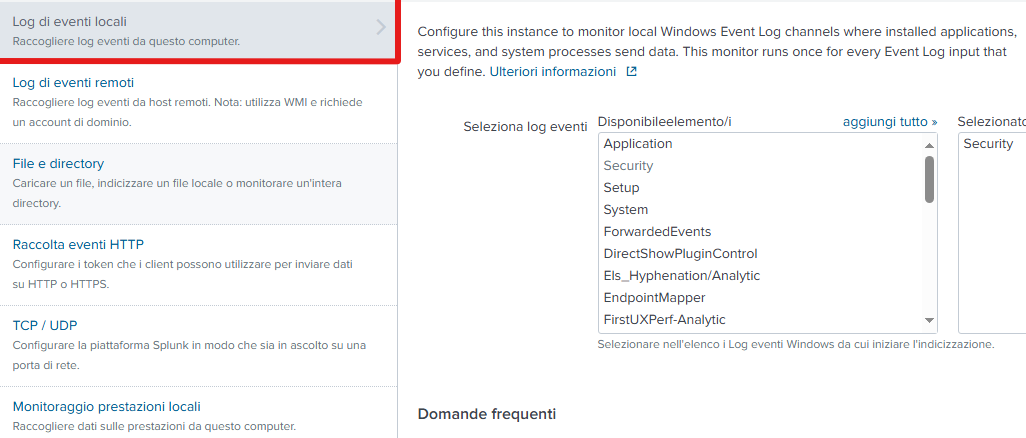 Log di eventi locali
Raccogliere log eventi da questo computer.
Log di eventi remoti
Raccogliere log eventi da host remoti. Nota: utilizza WMI e richiede
un account di dominio.
File e directory
Caricare un file, indicizzare un file locale o monitorare un'intera
directory.
Raccolta eventi HTTP
Configurare i token che i client possono utilizzare per inviare dati
su HTTP o HTTPS.
TCP / UDP
Configurare la piattaforma Splunk in modo che sia in ascolto su una
porta di rete.
Monitoraggio prestazioni locali
Raccogliere dati sulle prestazioni da questo computer.
Configure this instance to monitor local Windows Event Log channels where installed applications,
services, and system processes send data. This monitor runs once for every Event Log input that
you define. Ulteriori informazioni
Seleziona log eventi
Disponibileelemento/i aggiungi tutto »
Application
Security
Setup
System
ForwardedEvents
DirectShowPluginControl
Els_Hyphenation/Analytic
EndpointMapper
FirstUXPerf-Analytic
Selezionato
Security
Selezionare nell'elenco i Log eventi Windows da cui iniziare l'indicizzazione.
Domande frequenti